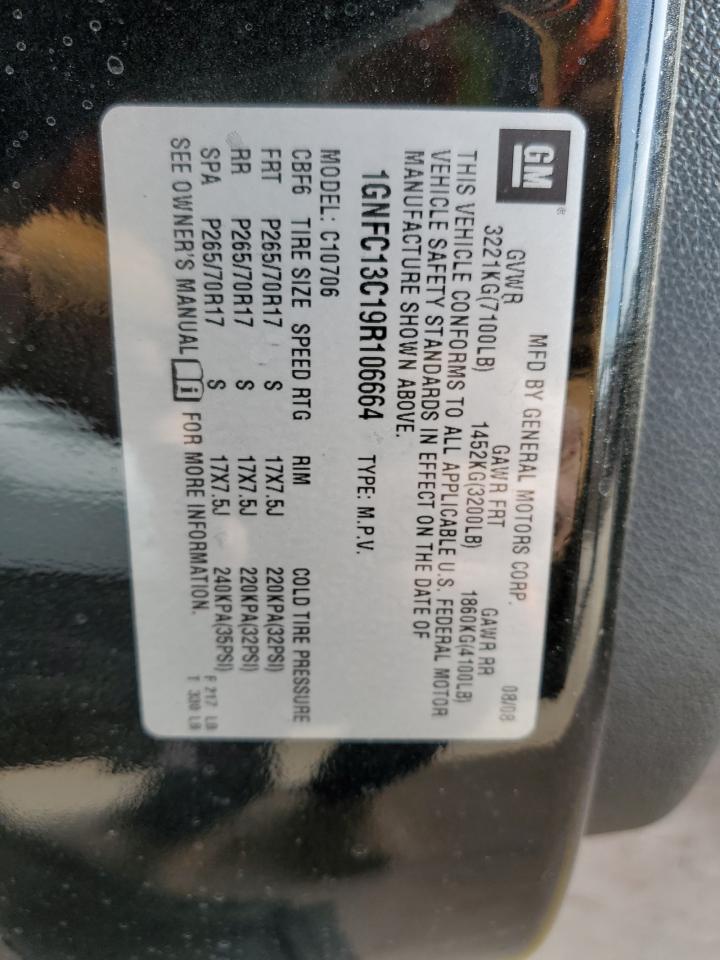 GM®
MFD BY GENERAL MOTORS CORP. 08/08
GVWR GAWR FRT GAWR RR
3221KG(7100LB) 1452KG(3200LB) 1860KG(4100LB)
THIS VEHICLE CONFORMS TO ALL APPLICABLE U.S. FEDERAL MOTOR
VEHICLE SAFETY STANDARDS IN EFFECT ON THE DATE OF
MANUFACTURE SHOWN ABOVE.
1GNFC13C19R106664 TYPE: M.P.V.
MODEL: C10706
CBF6 TIRE SIZE SPEED RTG RIM COLD TIRE PRESSURE
FRT P265/70R17 S 17X7.5J 220KPA(32PSI)
RR P265/70R17 S 17X7.5J 220KPA(32PSI)
SPA P265/70R17 S 17X7.5J 240KPA(35PSI)
SEE OWNER'S MANUAL i FOR MORE INFORMATION.
F 217 LB
T 330 LB